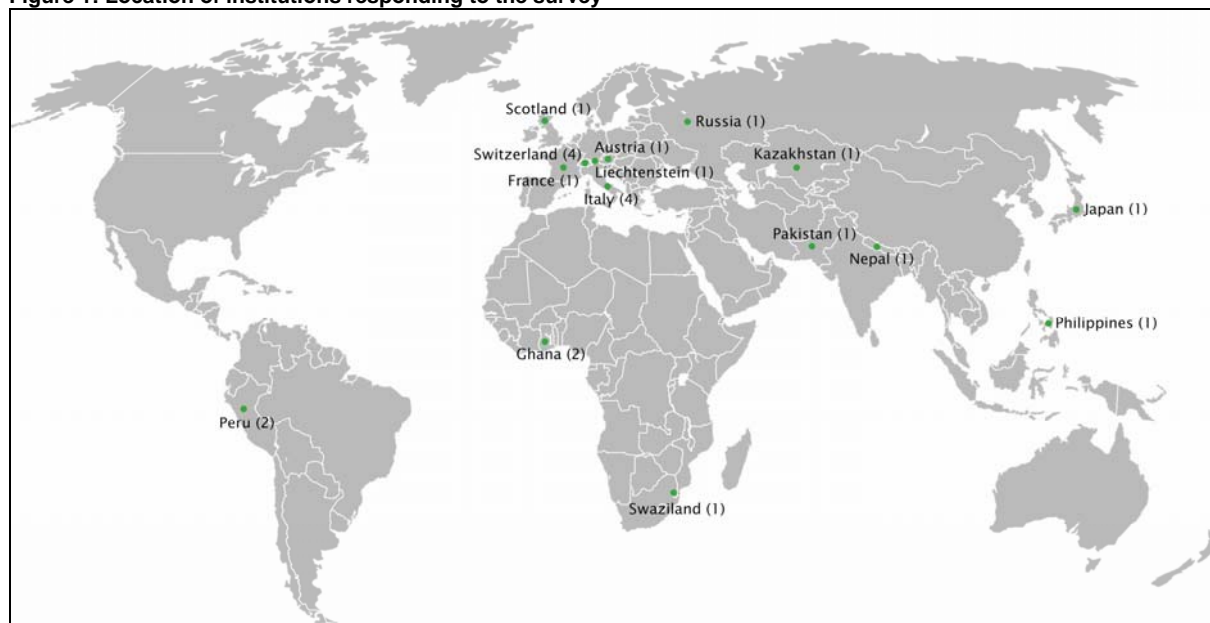 Figure 1: Location of institutions responding to the survey
Scotland (1)
Russia (1)
Switzerland (4)
Austria (1)
Kazakhstan (1)
France (1)
Liechtenstein (1)
Italy (4)
Japan (1)
Pakistan (1)
Nepal (1)
Philippines (1)
Ghana (2)
Peru (2)
Swaziland (1)